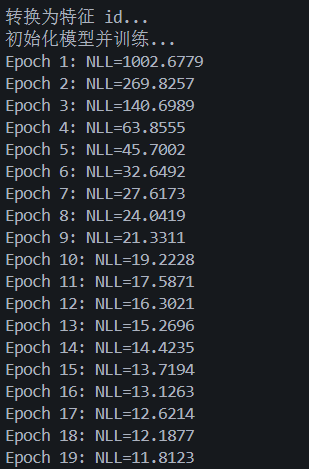 转换为特征 id...
初始化模型并训练...
Epoch 1: NLL=1002.6779
Epoch 2: NLL=269.8257
Epoch 3: NLL=140.6989
Epoch 4: NLL=63.8555
Epoch 5: NLL=45.7002
Epoch 6: NLL=32.6492
Epoch 7: NLL=27.6173
Epoch 8: NLL=24.0419
Epoch 9: NLL=21.3311
Epoch 10: NLL=19.2228
Epoch 11: NLL=17.5871
Epoch 12: NLL=16.3021
Epoch 13: NLL=15.2696
Epoch 14: NLL=14.4235
Epoch 15: NLL=13.7194
Epoch 16: NLL=13.1263
Epoch 17: NLL=12.6214
Epoch 18: NLL=12.1877
Epoch 19: NLL=11.8123